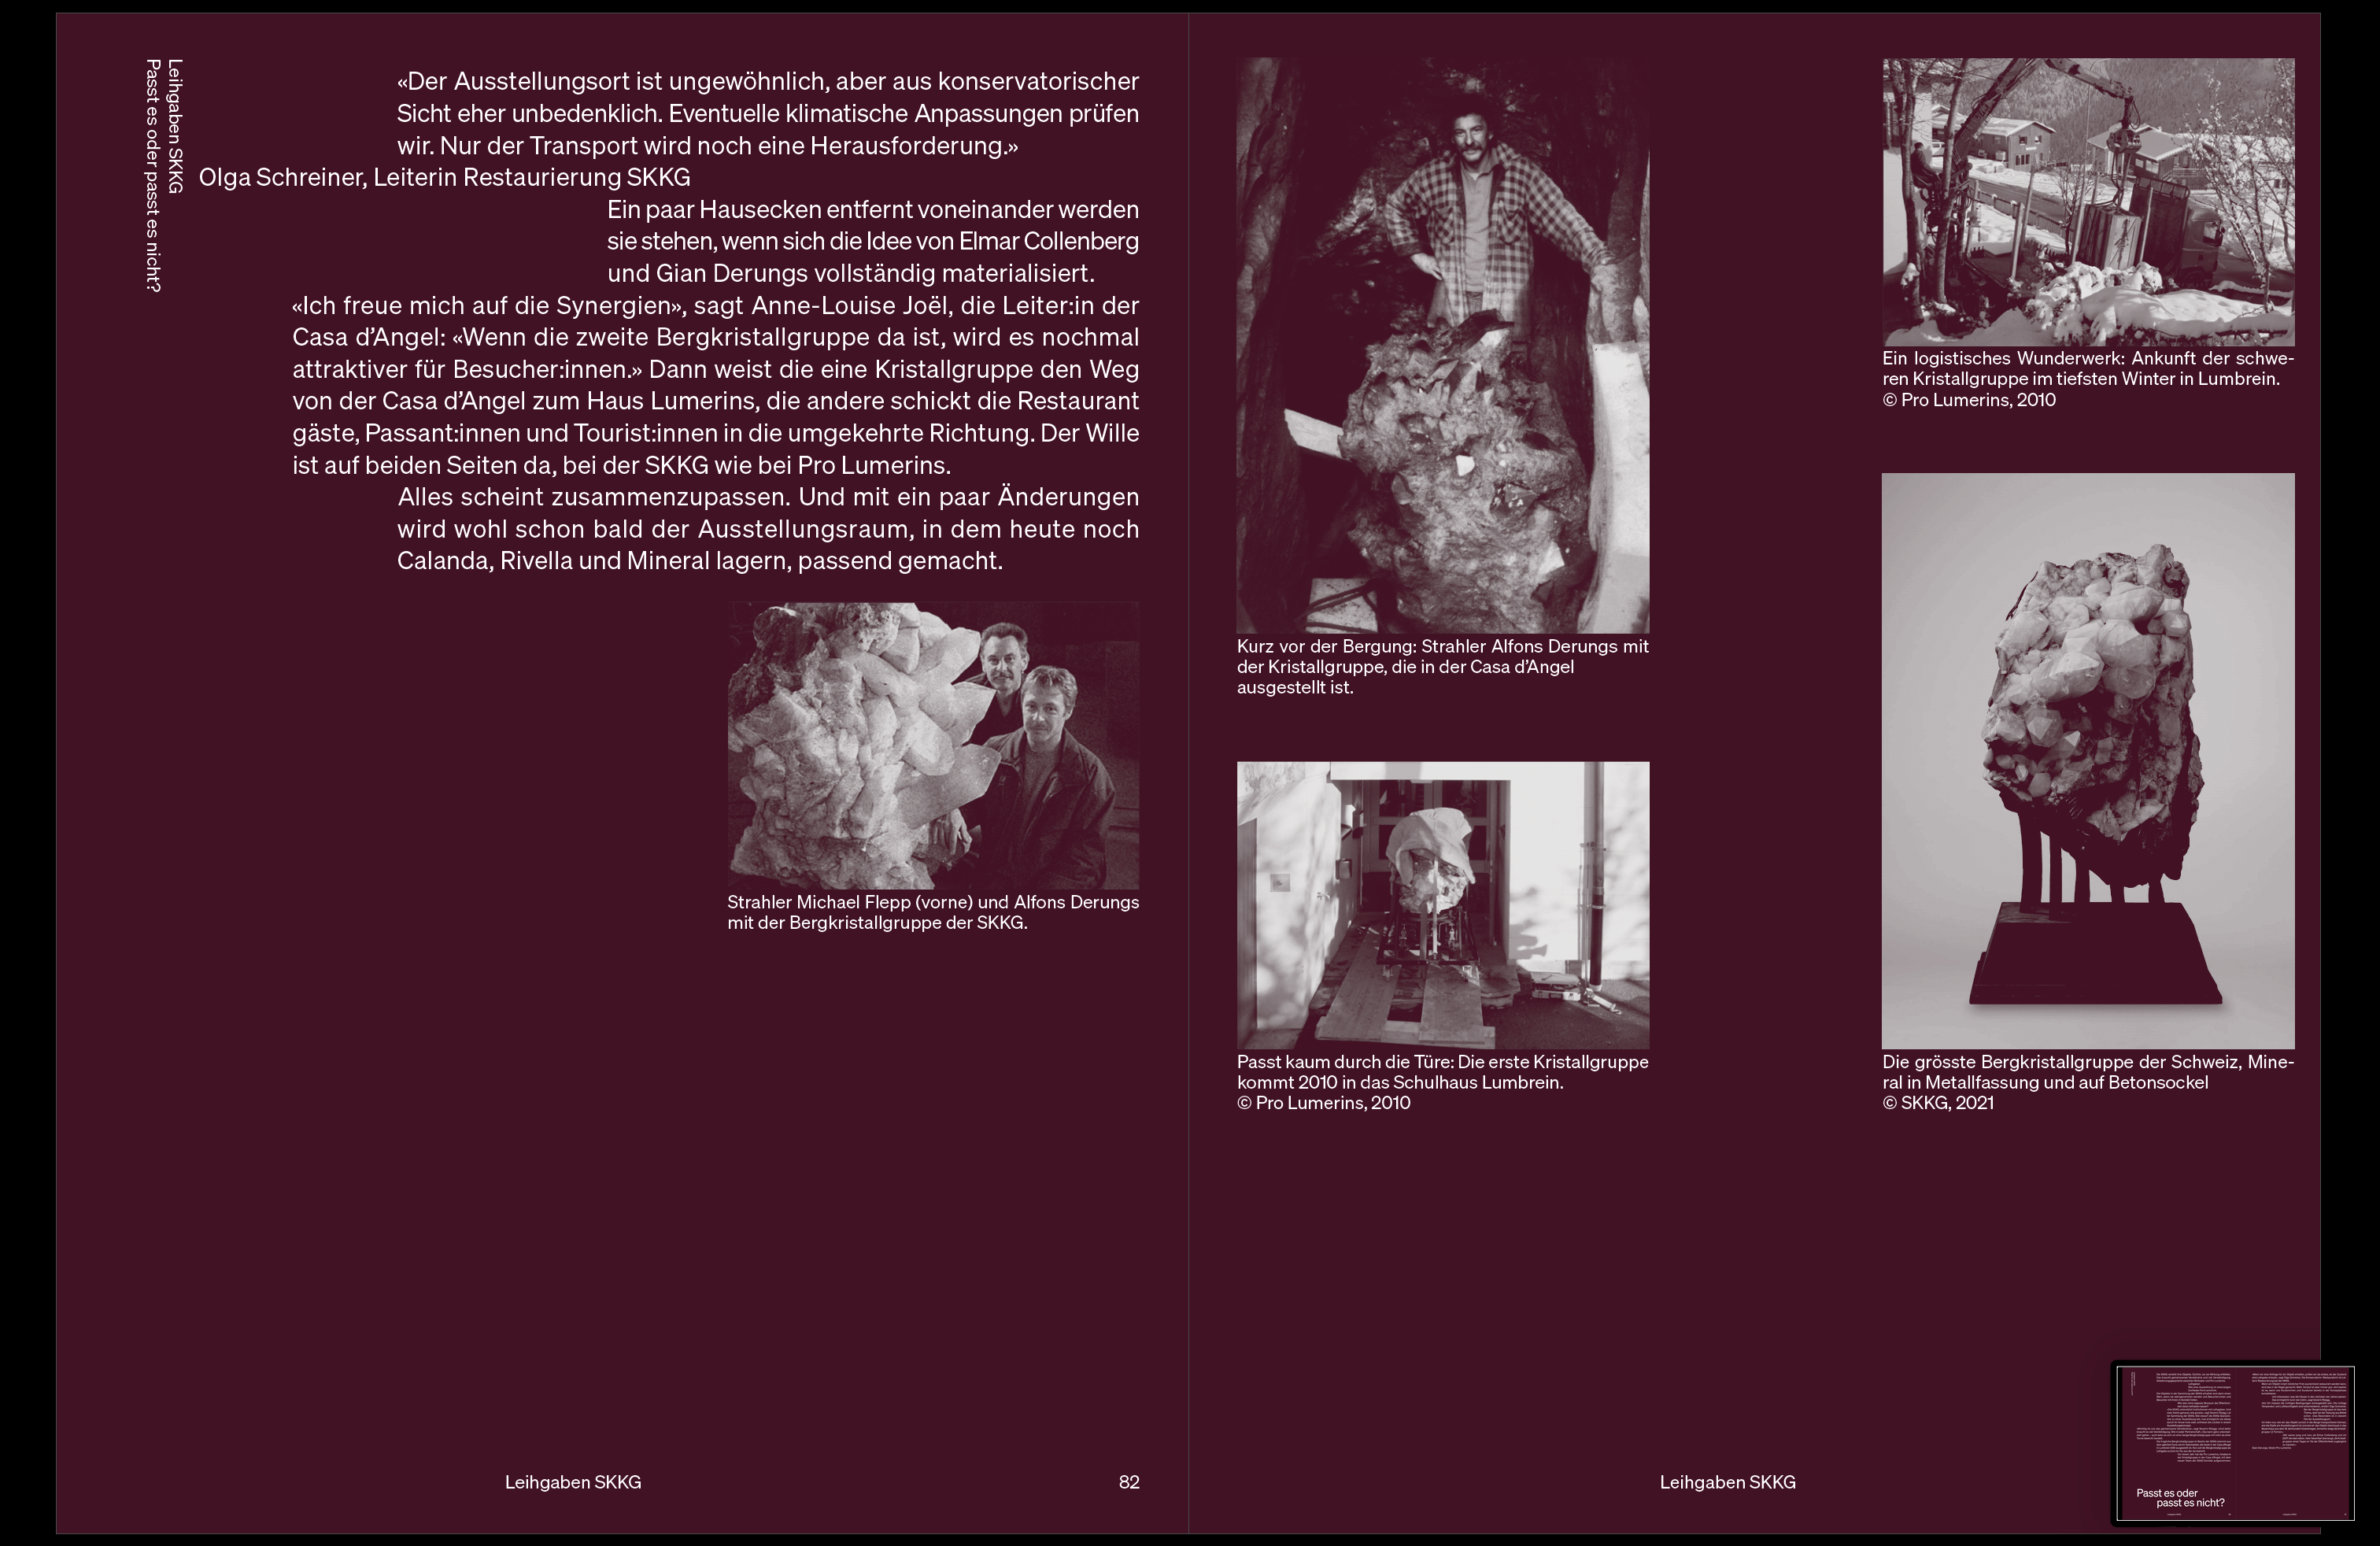 Leihgaben SKKG
Passt es oder passt es nicht?
«Der Ausstellungsort ist ungewöhnlich, aber aus konservatorischer
Sicht eher unbedenklich. Eventuelle klimatische Anpassungen prüfen
wir. Nur der Transport wird noch eine Herausforderung.»
Olga Schreiner, Leiterin Restaurierung SKKG
Ein paar Hausecken entfernt voneinander werden
sie stehen, wenn sich die Idee von Elmar Collenberg
und Gian Derungs vollständig materialisiert.
«Ich freue mich auf die Synergien», sagt Anne-Louise Joël, die Leiter:in der
Casa d’Angel: «Wenn die zweite Bergkristallgruppe da ist, wird es nochmal
attraktiver für Besucher:innen.» Dann weist die eine Kristallgruppe den Weg
von der Casa d’Angel zum Haus Lumerins, die andere schickt die Restaurant
gäste, Passant:innen und Tourist:innen in die umgekehrte Richtung. Der Wille
ist auf beiden Seiten da, bei der SKKG wie bei Pro Lumerins.
Alles scheint zusammenzupassen. Und mit ein paar Änderungen
wird wohl schon bald der Ausstellungsraum, in dem heute noch
Calanda, Rivella und Mineral lagern, passend gemacht.
Strahler Michael Flepp (vorne) und Alfons Derungs
mit der Bergkristallgruppe der SKKG.
Leihgaben SKKG
82
Kurz vor der Bergung: Strahler Alfons Derungs mit
der Kristallgruppe, die in der Casa d’Angel
ausgestellt ist.
Passt kaum durch die Türe: Die erste Kristallgruppe
kommt 2010 in das Schulhaus Lumbrein.
© Pro Lumerins, 2010
Ein logistisches Wunderwerk: Ankunft der schwe-
ren Kristallgruppe im tiefsten Winter in Lumbrein.
© Pro Lumerins, 2010
Die grösste Bergkristallgruppe der Schweiz, Mine-
ral in Metallfassung und auf Betonsockel
© SKKG, 2021
Leihgaben SKKG
Passt es oder
passt es nicht?